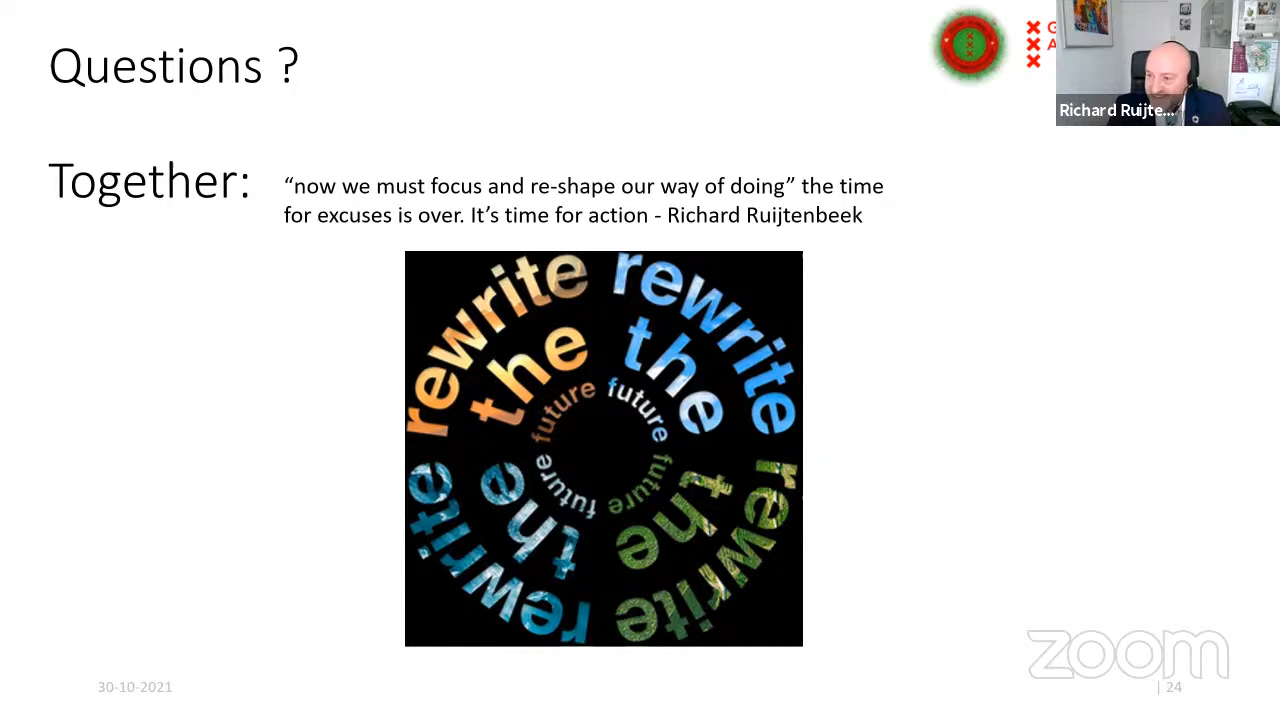 Questions ?
G
A
Richard Ruijte...
Together:
“now we must focus and re-shape our way of doing” the time
for excuses is over. It’s time for action - Richard Ruijtenbeek
rewrite
the
future
rewrite
the
future
rewrite
the
future
rewrite
the
future
zoom
30-10-2021
| 24